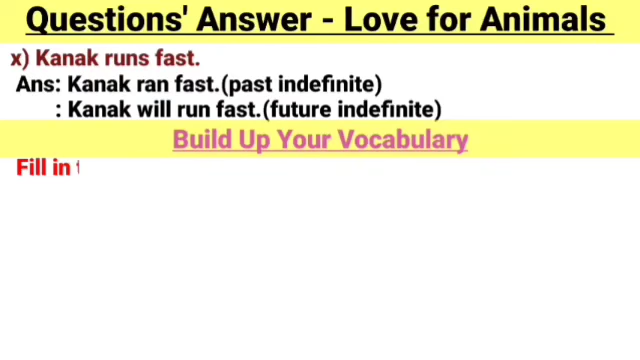 Questions' Answer - Love for Animals
x) Kanak runs fast.
Ans: Kanak ran fast.(past indefinite)
: Kanak will run fast.(future indefinite)
Build Up Your Vocabulary
Fill in